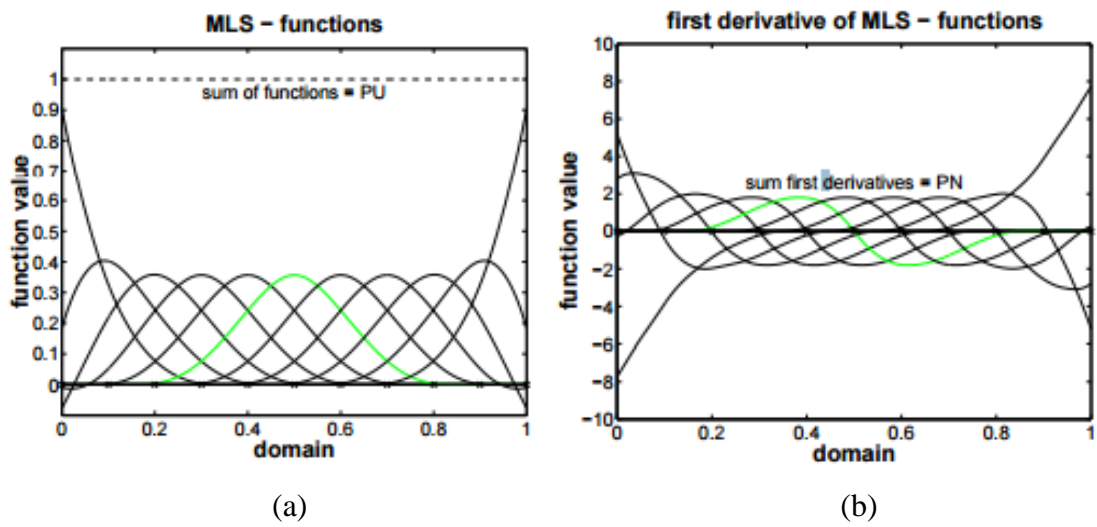 MLS – functions
1
0.9
0.8
0.7
0.6
0.5
0.4
0.3
0.2
0.1
0
sum of functions = PU
function value
0 0.2 0.4 0.6 0.8 1
domain
(a)
first derivative of MLS – functions
10
8
6
4
2
0
−2
−4
−6
−8
−10
sum first derivatives = PN
function value
0 0.2 0.4 0.6 0.8 1
domain
(b)